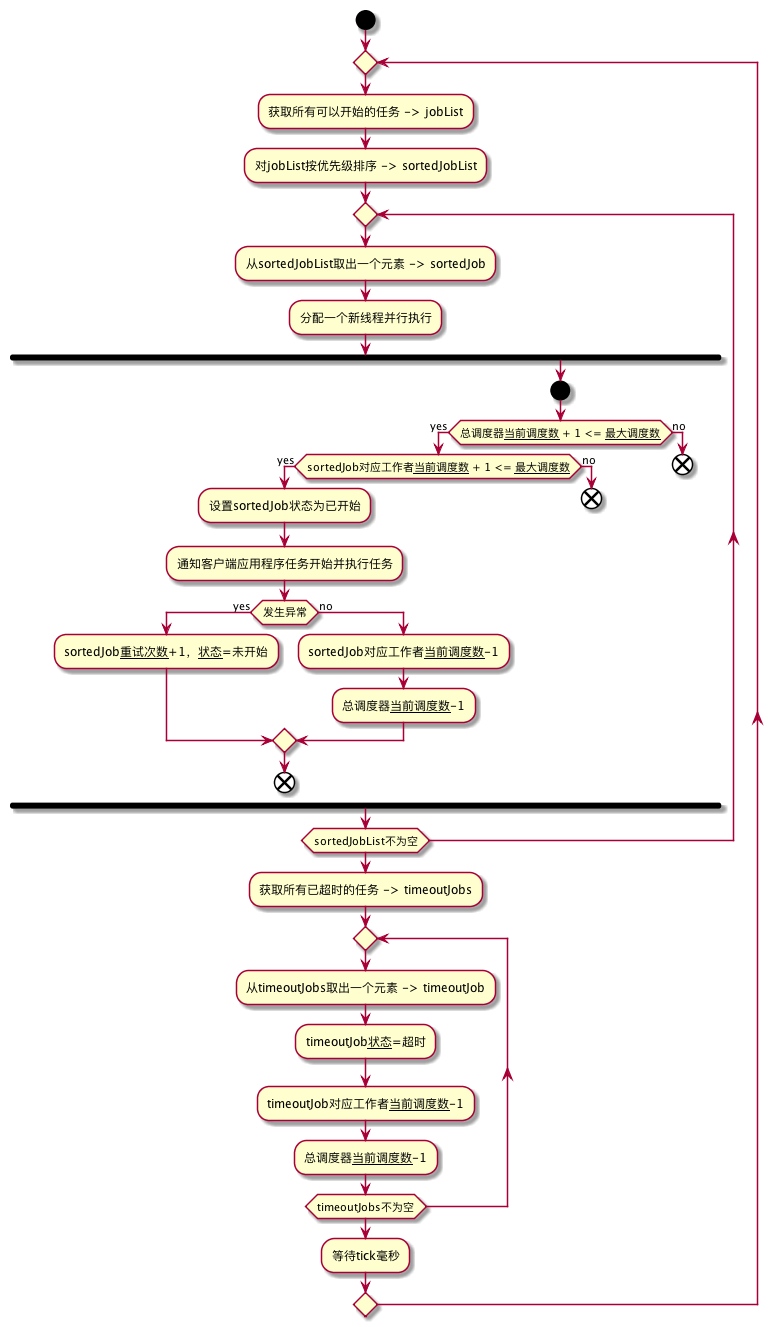 获取所有可以开始的任务 -> jobList
对jobList按优先级排序 -> sortedJobList
从sortedJobList取出一个元素 -> sortedJob
分配一个新线程并行执行
yes
总调度器当前调度数 + 1 <= 最大调度数
no
yes
sortedJob对应工作者当前调度数 + 1 <= 最大调度数
no
设置sortedJob状态为已开始
通知客户端应用程序任务开始并执行任务
yes
发生异常
no
sortedJob重试次数+1，状态=未开始
sortedJob对应工作者当前调度数-1
总调度器当前调度数-1
sortedJobList不为空
获取所有已超时的任务 -> timeoutJobs
从timeoutJobs取出一个元素 -> timeoutJob
timeoutJob状态=超时
timeoutJob对应工作者当前调度数-1
总调度器当前调度数-1
timeoutJobs不为空
等待tick毫秒